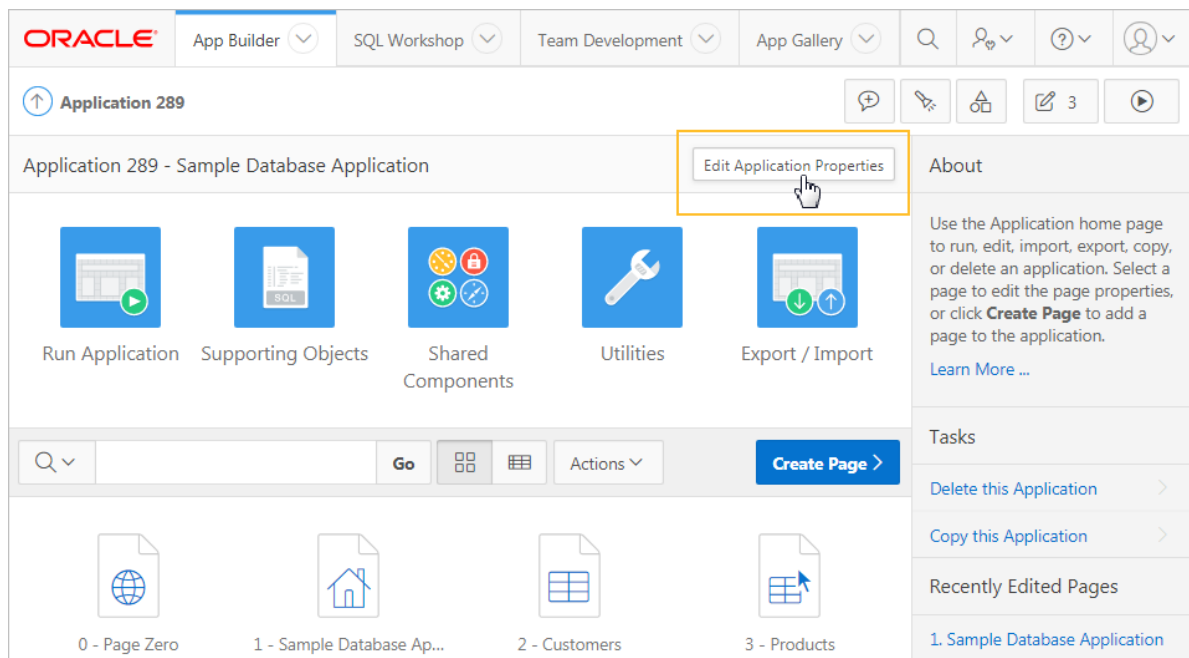 ORACLE
App Builder
SQL Workshop
Team Development
App Gallery
Application 289
3
Application 289 - Sample Database Application
Edit Application Properties
SQL
Run Application
Supporting Objects
Shared
Components
Utilities
Export / Import
Go
Actions
Create Page
0 - Page Zero
1 - Sample Database Ap...
2 - Customers
3 - Products
About
Use the Application home page
to run, edit, import, export, copy,
or delete an application. Select a
page to edit the page properties,
or click Create Page to add a
page to the application.
Learn More ...
Tasks
Delete this Application
Copy this Application
Recently Edited Pages
1. Sample Database Application